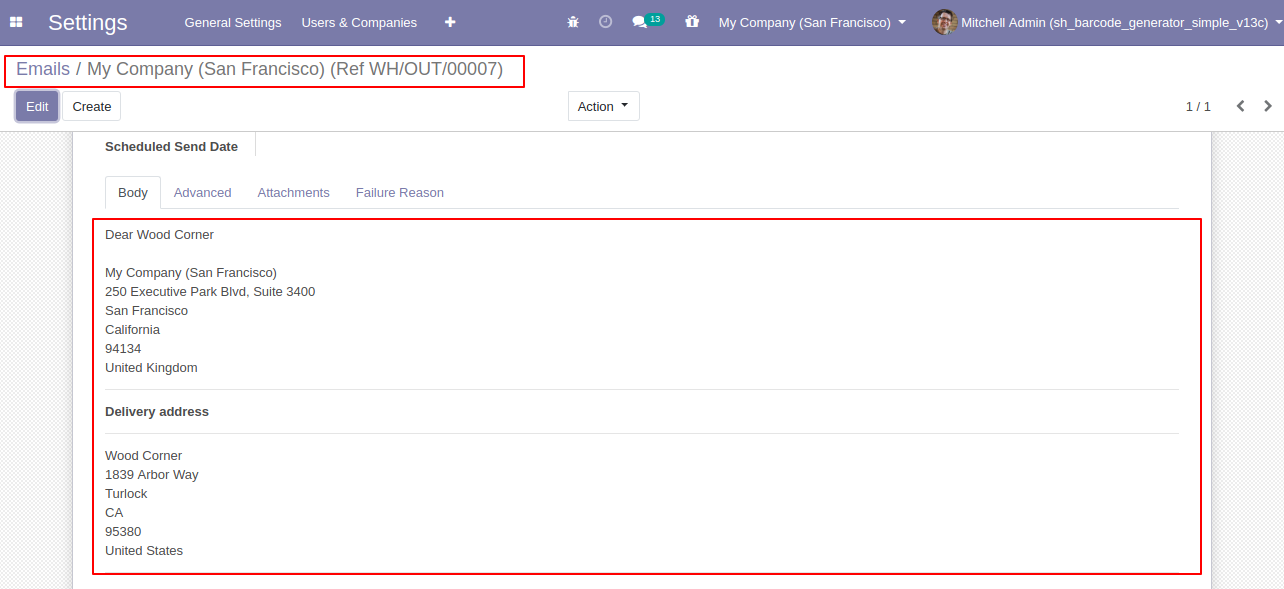 Settings General Settings Users & Companies 13 My Company (San Francisco) Mitchell Admin (sh_barcode_generator_simple_v13c)
Emails / My Company (San Francisco) (Ref WH/OUT/00007)
Edit Create Action 1 / 1
Scheduled Send Date
Body Advanced Attachments Failure Reason
Dear Wood Corner
My Company (San Francisco)
250 Executive Park Blvd, Suite 3400
San Francisco
California
94134
United Kingdom
Delivery address
Wood Corner
1839 Arbor Way
Turlock
CA
95380
United States